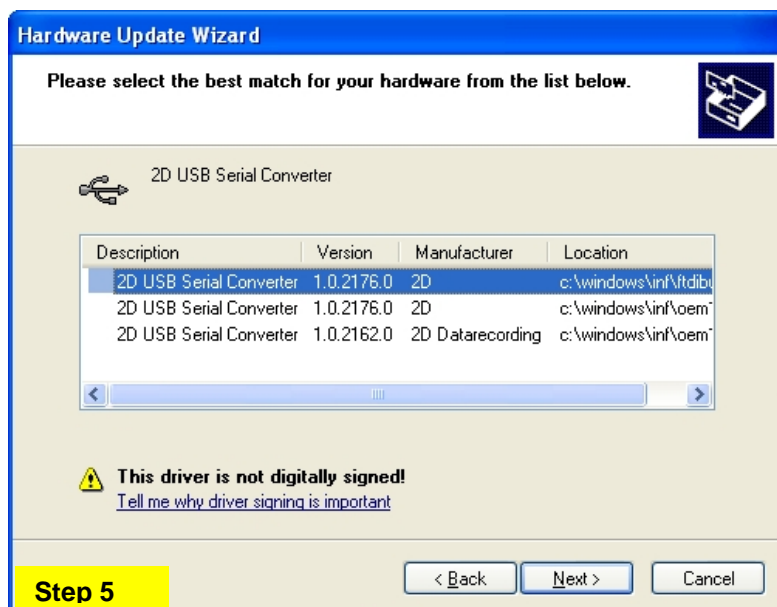 Hardware Update Wizard
Please select the best match for your hardware from the list below.
2D USB Serial Converter
Description Version Manufacturer Location
2D USB Serial Converter 1.0.2176.0 2D c:\windows\inf\ftdibu
2D USB Serial Converter 1.0.2176.0 2D c:\windows\inf\oem
2D USB Serial Converter 1.0.2162.0 2D Datarecording c:\windows\inf\oem
This driver is not digitally signed!
Tell me why driver signing is important
< Back Next > Cancel
Step 5